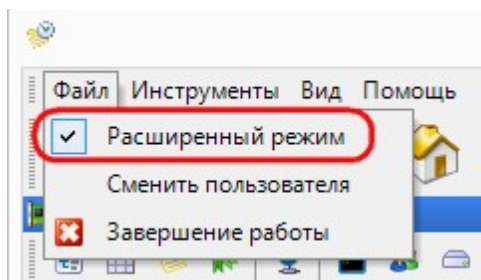 Файл Инструменты Вид Помощь
Расширенный режим
Сменить пользователя
Завершение работы